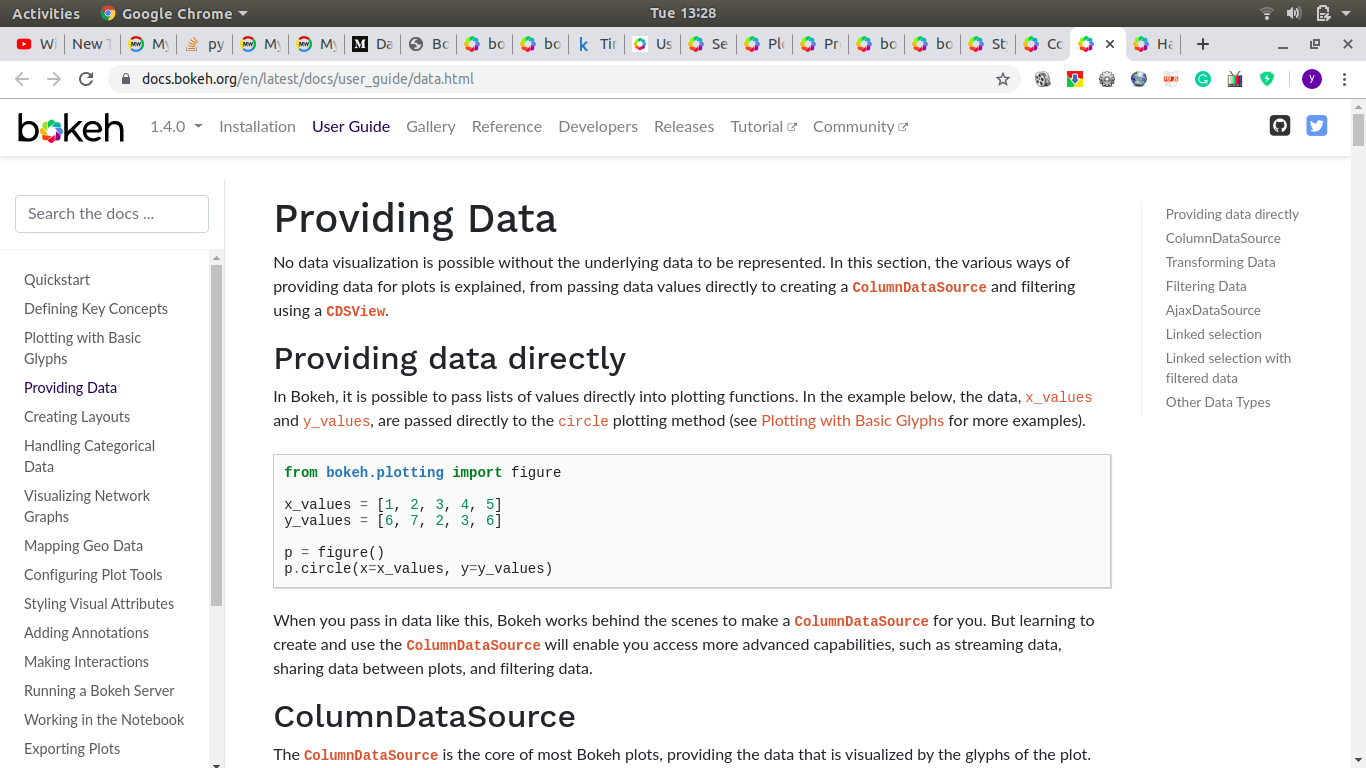 Activities Google Chrome Tue 13:28
Wi New T My py My My Da Bo bo bo Tir Us Se Plo Pr bo bo St Co Ha
docs.bokeh.org/en/latest/docs/user_guide/data.html y
bokeh 1.4.0 Installation User Guide Gallery Reference Developers Releases Tutorial Community
Search the docs ...
Quickstart
Defining Key Concepts
Plotting with Basic
Glyphs
Providing Data
Creating Layouts
Handling Categorical
Data
Visualizing Network
Graphs
Mapping Geo Data
Configuring Plot Tools
Styling Visual Attributes
Adding Annotations
Making Interactions
Running a Bokeh Server
Working in the Notebook
Exporting Plots
Providing Data
No data visualization is possible without the underlying data to be represented. In this section, the various ways of
providing data for plots is explained, from passing data values directly to creating a ColumnDataSource and filtering
using a CDSView.
Providing data directly
In Bokeh, it is possible to pass lists of values directly into plotting functions. In the example below, the data, x_values
and y_values, are passed directly to the circle plotting method (see Plotting with Basic Glyphs for more examples).
from bokeh.plotting import figure
x_values = [1, 2, 3, 4, 5]
y_values = [6, 7, 2, 3, 6]
p = figure()
p.circle(x=x_values, y=y_values)
When you pass in data like this, Bokeh works behind the scenes to make a ColumnDataSource for you. But learning to
create and use the ColumnDataSource will enable you access more advanced capabilities, such as streaming data,
sharing data between plots, and filtering data.
ColumnDataSource
The ColumnDataSource is the core of most Bokeh plots, providing the data that is visualized by the glyphs of the plot.
Providing data directly
ColumnDataSource
Transforming Data
Filtering Data
AjaxDataSource
Linked selection
Linked selection with
filtered data
Other Data Types